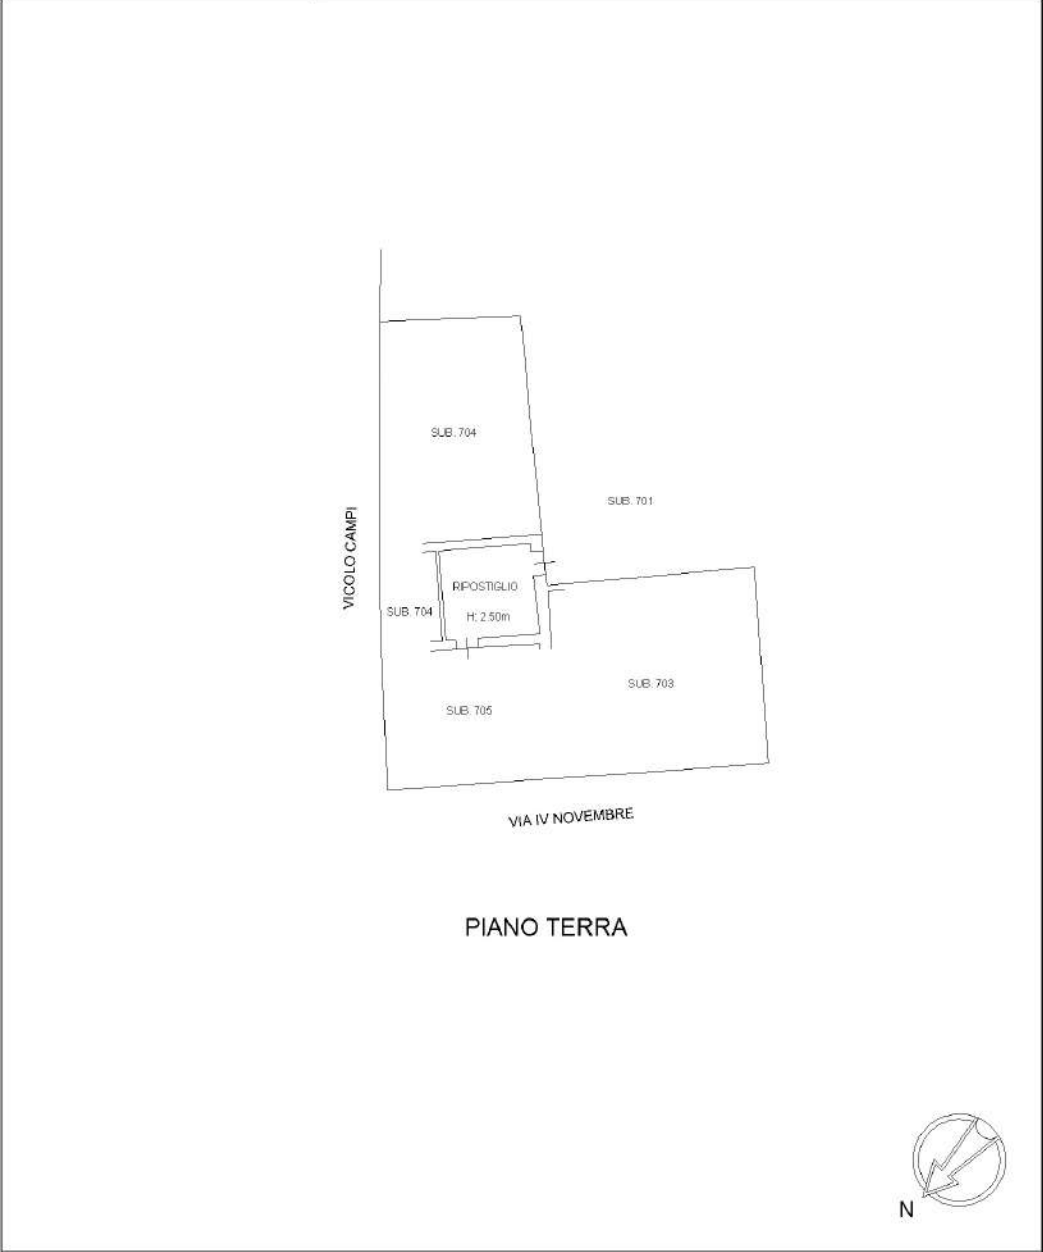 SUB. 704
SUB. 701
VICOLO CAMPI
RIPOSTIGLIO
H: 2.50m
SUB. 704
SUB. 703
SUB. 705
VIA IV NOVEMBRE
PIANO TERRA
N